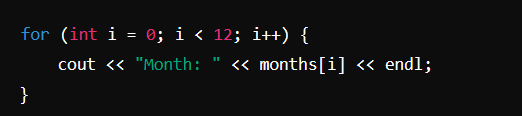 for (int i = 0; i < 12; i++) {
    cout << "Month: " << months[i] << endl;
}